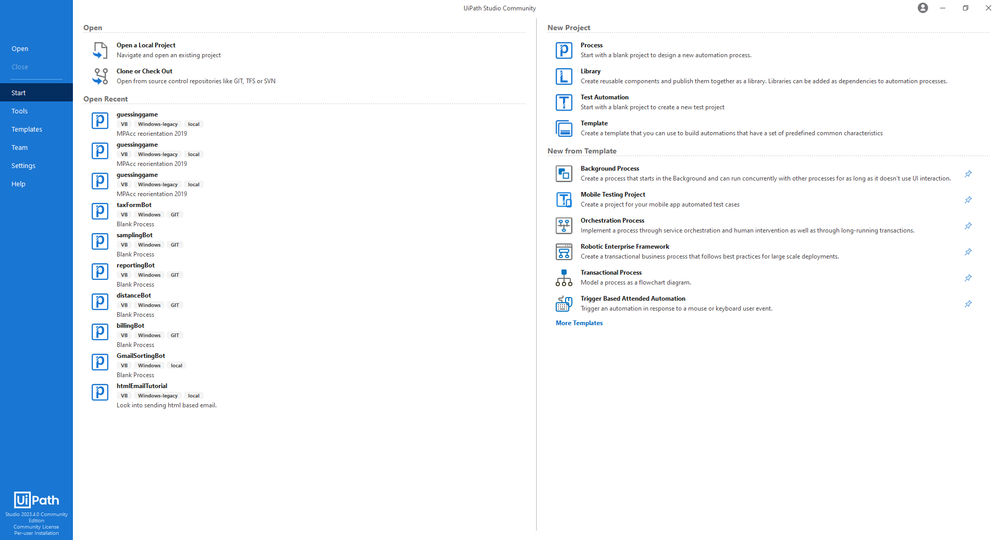 UiPath Studio Community
Open
Close
Start
Tools
Templates
Team
Settings
Help
UiPath
Studio 2023.4.0 Community
Edition
Community License
Per-user Installation
Open
Open a Local Project
Navigate and open an existing project
Clone or Check Out
Open from source control repositories like GIT, TFS or SVN
Open Recent
guessinggame
VB Windows-legacy local
MPAcc reorientation 2019
guessinggame
VB Windows-legacy local
MPAcc reorientation 2019
guessinggame
VB Windows-legacy local
MPAcc reorientation 2019
taxFormBot
VB Windows GIT
Blank Process
samplingBot
VB Windows GIT
Blank Process
reportingBot
VB Windows GIT
Blank Process
distanceBot
VB Windows GIT
Blank Process
billingBot
VB Windows GIT
Blank Process
GmailSortingBot
VB Windows local
Blank Process
htmlEmailTutorial
VB Windows-legacy local
Look into sending html based email.
New Project
Process
Start with a blank project to design a new automation process.
Library
Create reusable components and publish them together as a library. Libraries can be added as dependencies to automation processes.
Test Automation
Start with a blank project to create a new test project
Template
Create a template that you can use to build automations that have a set of predefined common characteristics
New from Template
Background Process
Create a process that starts in the Background and can run concurrently with other processes for as long as it doesn't use UI interaction.
Mobile Testing Project
Create a project for your mobile app automated test cases
Orchestration Process
Implement a process through service orchestration and human intervention as well as through long-running transactions.
Robotic Enterprise Framework
Create a transactional business process that follows best practices for large scale deployments.
Transactional Process
Model a process as a flowchart diagram.
Trigger Based Attended Automation
Trigger an automation in response to a mouse or keyboard user event.
More Templates